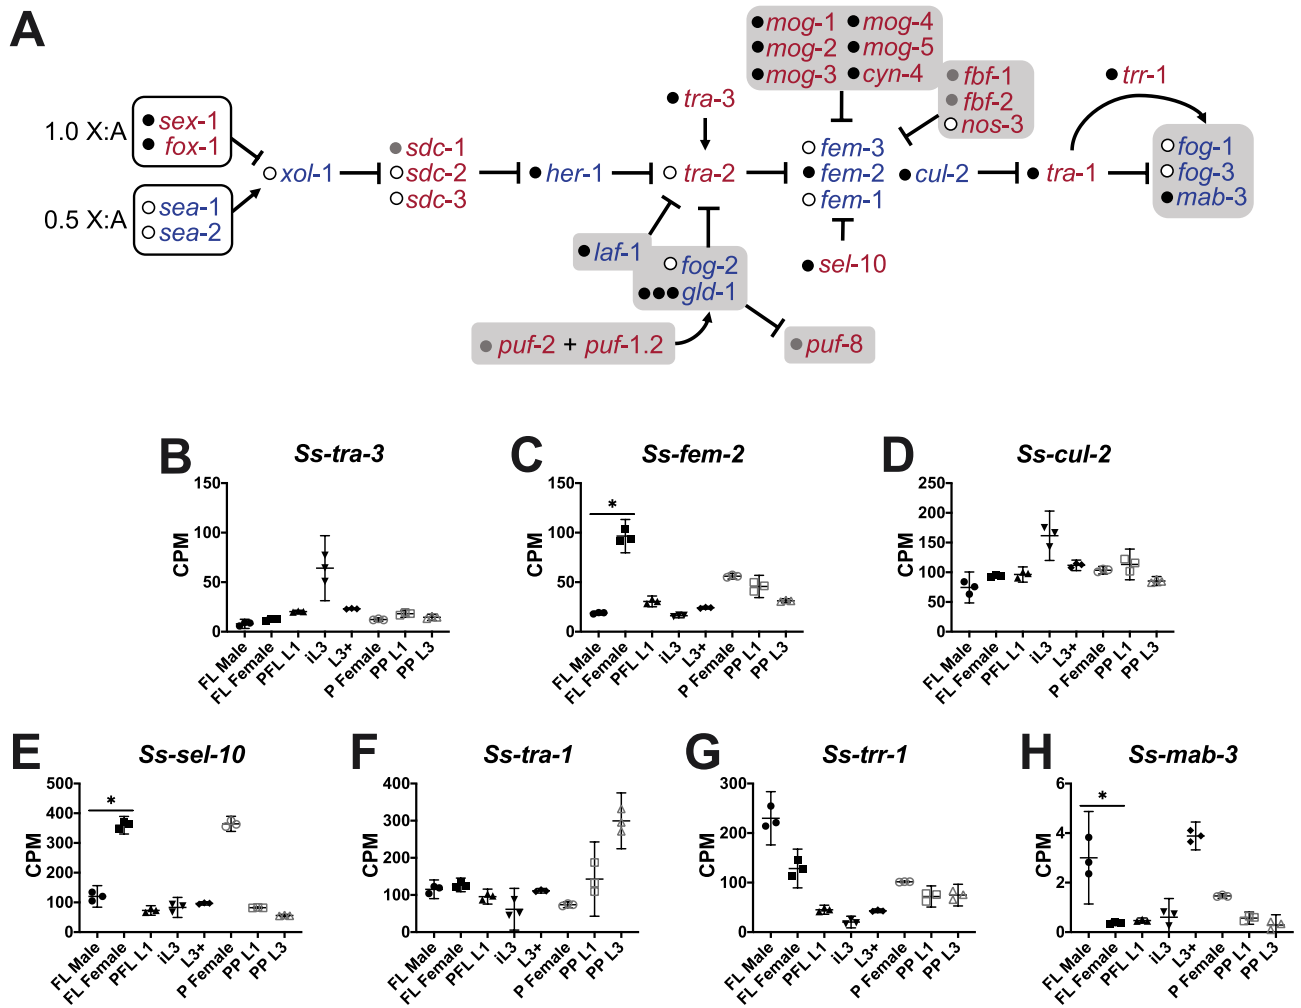 A
1.0 X:A
sex-1
fox-1
0.5 X:A
sea-1
sea-2
xol-1
sdc-1
sdc-2
sdc-3
her-1
tra-3
tra-2
laf-1
fog-2
gld-1
puf-2 + puf-1.2
puf-8
mog-1 mog-4
mog-2 mog-5
mog-3 cyn-4
fbf-1
fbf-2
nos-3
fem-3
fem-2
fem-1
cul-2
sel-10
tra-1
trr-1
fog-1
fog-3
mab-3
B
Ss-tra-3
CPM
150
100
50
0
FL Male
FL Female
PFL L1
iL3
L3+
P Female
PP L1
PP L3
C
Ss-fem-2
CPM
150
100
50
0
*
FL Male
FL Female
PFL L1
iL3
L3+
P Female
PP L1
PP L3
D
Ss-cul-2
CPM
250
200
150
100
50
0
FL Male
FL Female
PFL L1
iL3
L3+
P Female
PP L1
PP L3
E
Ss-sel-10
CPM
500
400
300
200
100
0
*
FL Male
FL Female
PFL L1
iL3
L3+
P Female
PP L1
PP L3
F
Ss-tra-1
CPM
400
300
200
100
0
FL Male
FL Female
PFL L1
iL3
L3+
P Female
PP L1
PP L3
G
Ss-trr-1
CPM
300
200
100
0
FL Male
FL Female
PFL L1
iL3
L3+
P Female
PP L1
PP L3
H
Ss-mab-3
CPM
6
4
2
0
*
FL Male
FL Female
PFL L1
iL3
L3+
P Female
PP L1
PP L3